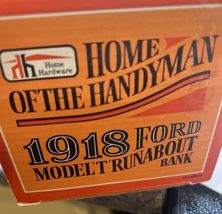 Home
Hardware
HOME
OF THE HANDYMAN
1918 FORD
MODEL T RUNABOUT
BANK